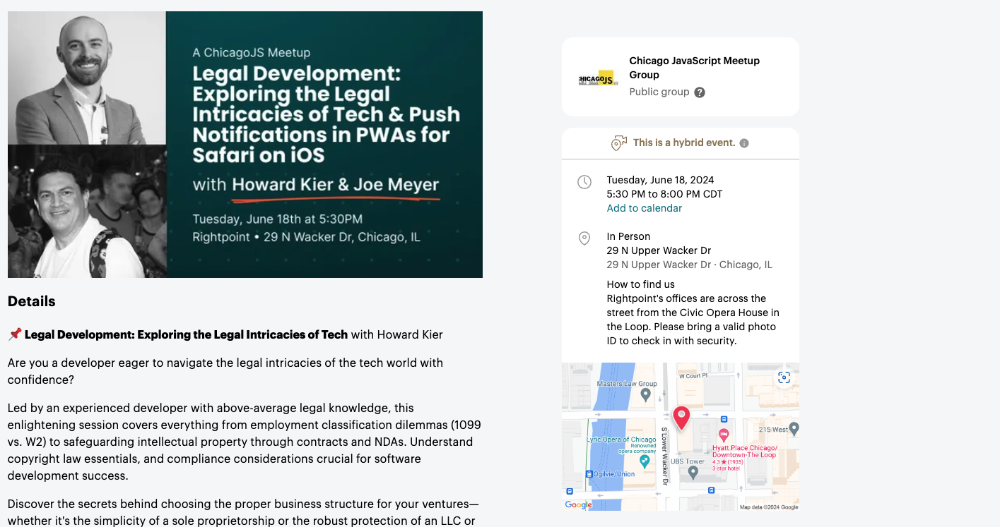 A ChicagoJS Meetup
Legal Development:
Exploring the Legal
Intricacies of Tech & Push
Notifications in PWAs for
Safari on iOS
with Howard Kier & Joe Meyer
Tuesday, June 18th at 5:30PM
Rightpoint • 29 N Wacker Dr, Chicago, IL
Details
📌 Legal Development: Exploring the Legal Intricacies of Tech with Howard Kier
Are you a developer eager to navigate the legal intricacies of the tech world with
confidence?
Led by an experienced developer with above-average legal knowledge, this
enlightening session covers everything from employment classification dilemmas (1099
vs. W2) to safeguarding intellectual property through contracts and NDAs. Understand
copyright law essentials, and compliance considerations crucial for software
development success.
Discover the secrets behind choosing the proper business structure for your ventures—
whether it's the simplicity of a sole proprietorship or the robust protection of an LLC or
CHICAGOJS
Chicago JavaScript Meetup
Group
Public group ?
This is a hybrid event.
Tuesday, June 18, 2024
5:30 PM to 8:00 PM CDT
Add to calendar
In Person
29 N Upper Wacker Dr
29 N Upper Wacker Dr · Chicago, IL
How to find us
Rightpoint's offices are across the
street from the Civic Opera House in
the Loop. Please bring a valid photo
ID to check in with security.
W Court Pl
Masters Law Group
215 West
Lyric Opera of Chicago
Renowned
opera company
S Lower Wacker Dr
Hyatt Place Chicago/
Downtown-The Loop
4.3 ★ (1935)
3-star hotel
UBS Tower
Ogilvie/Union
Google
Map data ©2024 Google